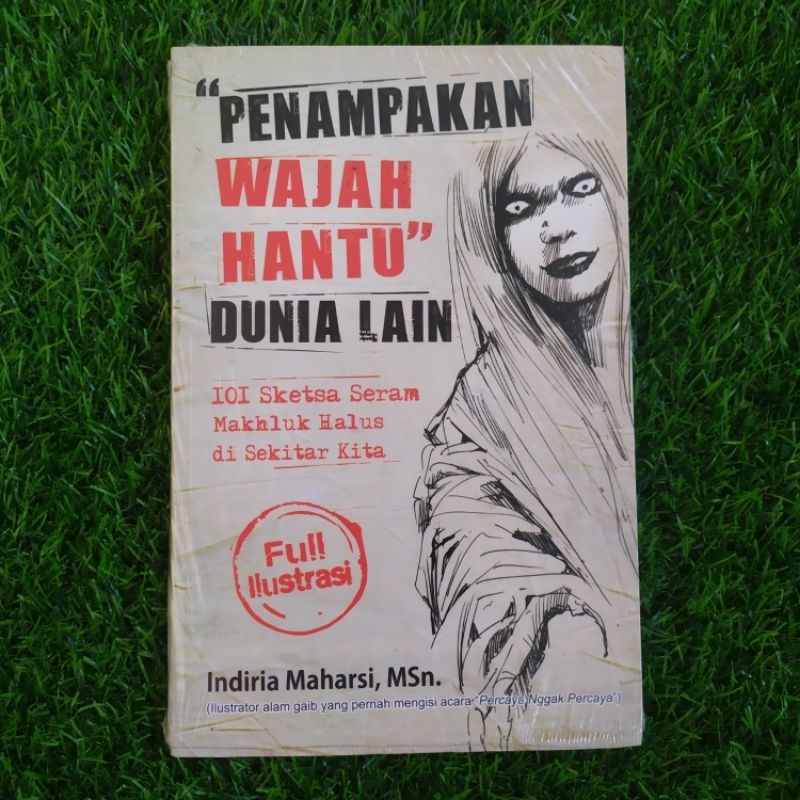 "PENAMPAKAN
WAJAH
HANTU"
DUNIA LAIN
101 Sketsa Seram
Makhluk Halus
di Sekitar Kita
Full
Ilustrasi
Indiria Maharsi, MSn.
(Ilustrator alam gaib yang pernah mengisi acara "Percaya Nggak Percaya")